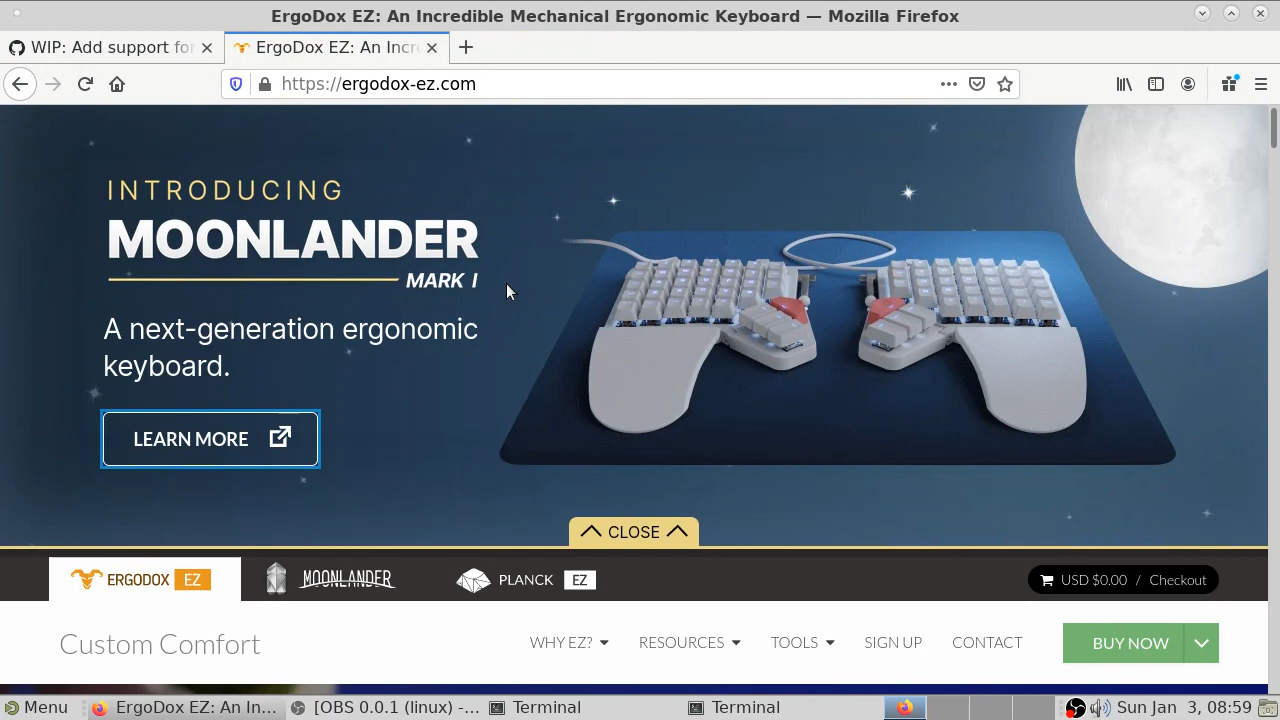 ErgoDox EZ: An Incredible Mechanical Ergonomic Keyboard — Mozilla Firefox
WIP: Add support for
ErgoDox EZ: An Incre
https://ergodox-ez.com
INTRODUCING
MOONLANDER
MARK I
A next-generation ergonomic
keyboard.
LEARN MORE
CLOSE
ERGODOX EZ
MOONLANDER
PLANCK EZ
USD $0.00 / Checkout
Custom Comfort
WHY EZ?
RESOURCES
TOOLS
SIGN UP
CONTACT
BUY NOW
Menu
ErgoDox EZ: An In...
[OBS 0.0.1 (linux) -...
Terminal
Terminal
Sun Jan 3, 08:59